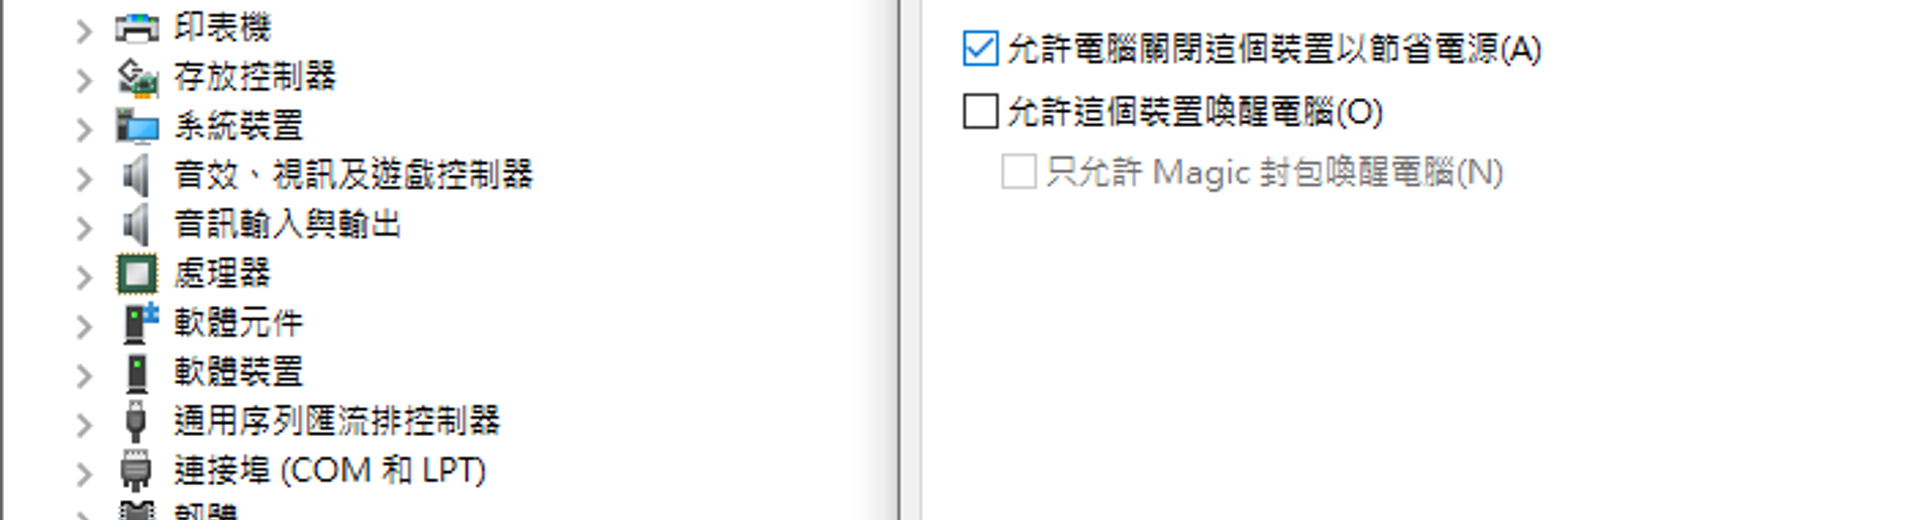 印表機
存放控制器
系統裝置
音效、視訊及遊戲控制器
音訊輸入與輸出
處理器
軟體元件
軟體裝置
通用序列匯流排控制器
連接埠 (COM 和 LPT)
韌體
允許電腦關閉這個裝置以節省電源(A)
允許這個裝置喚醒電腦(O)
只允許 Magic 封包喚醒電腦(N)